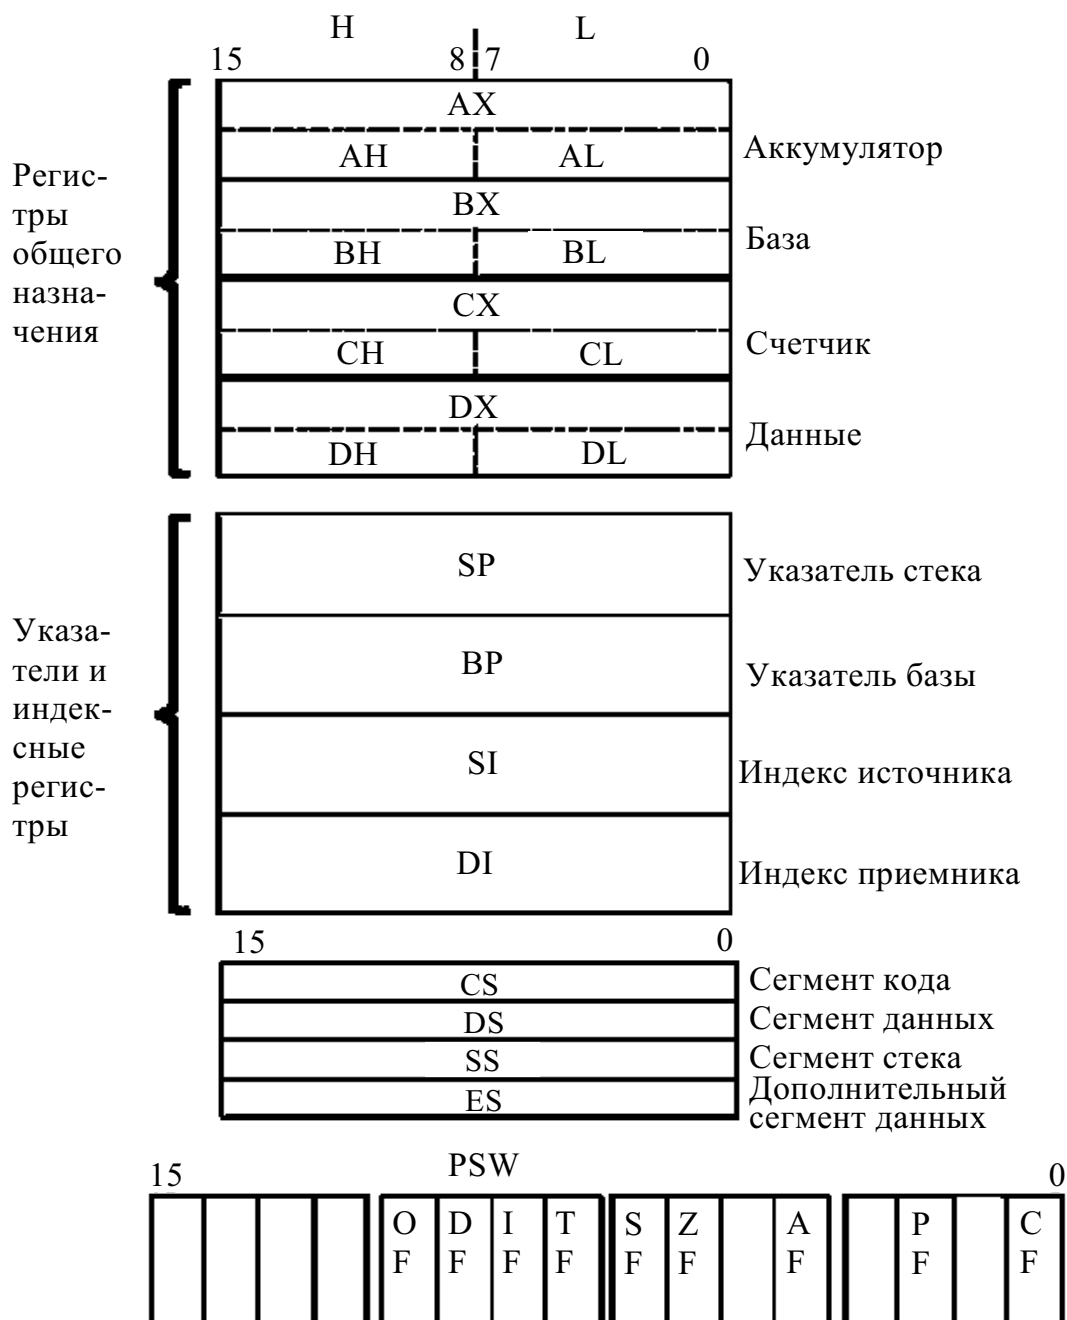 H L
15 8 7 0
AX
AH AL
Аккумулятор
BX
BH BL
База
CX
CH CL
Счетчик
DX
DH DL
Данные
Регис-
тры
общего
назна-
чения
SP
Указатель стека
BP
Указатель базы
SI
Индекс источника
DI
Индекс приемника
Указа-
тели и
индек-
сные
регис-
тры
15 0
CS
Сегмент кода
DS
Сегмент данных
SS
Сегмент стека
ES
Дополнительный
сегмент данных
15 PSW 0
O D I T S Z A P C
F F F F F F F F F